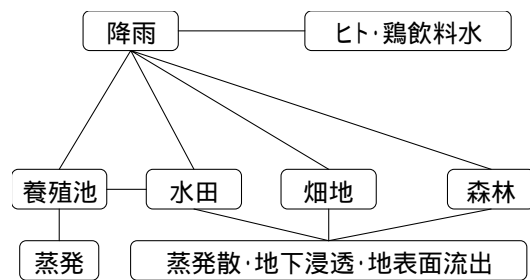 降雨
ヒト・鶏飲料水
養殖池
水田
畑地
森林
蒸発
蒸発散・地下浸透・地表面流出